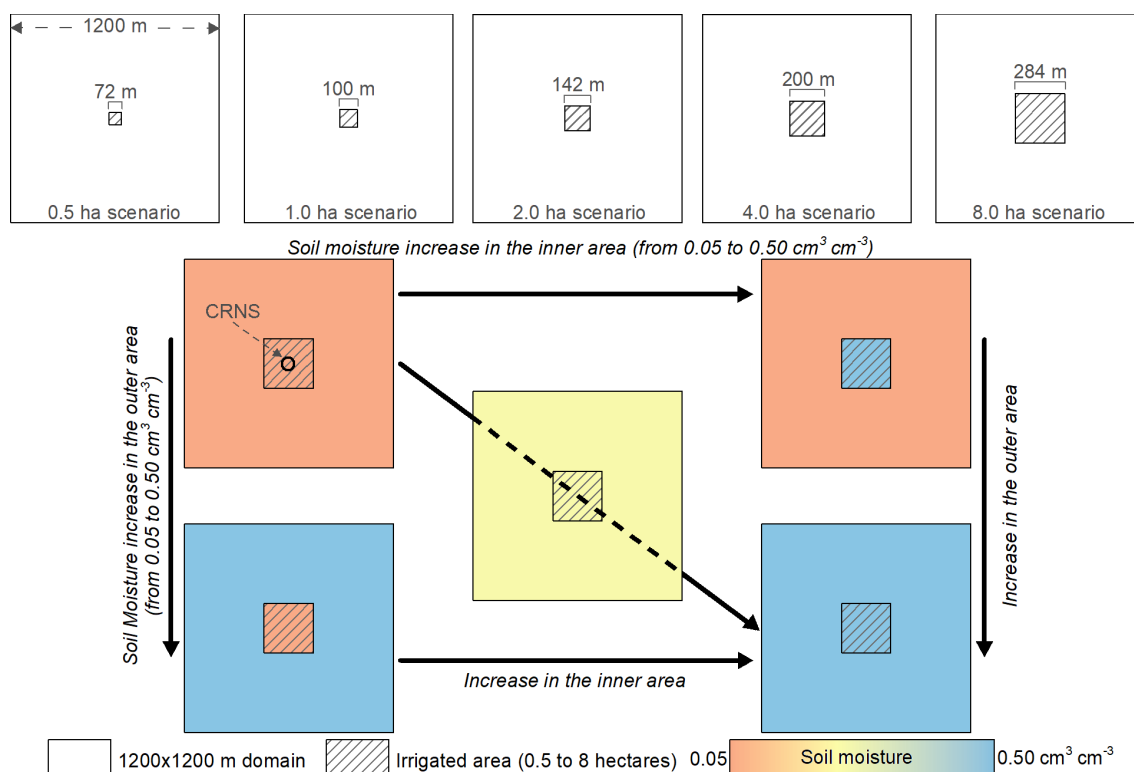 1200 m
72 m
100 m
142 m
200 m
284 m
0.5 ha scenario
1.0 ha scenario
2.0 ha scenario
4.0 ha scenario
8.0 ha scenario
Soil moisture increase in the inner area (from 0.05 to 0.50 cm³ cm⁻³)
CRNS
Soil Moisture increase in the outer area
(from 0.05 to 0.50 cm³ cm⁻³)
Increase in the outer area
Increase in the inner area
1200x1200 m domain
Irrigated area (0.5 to 8 hectares)
0.05
Soil moisture
0.50 cm³ cm⁻³